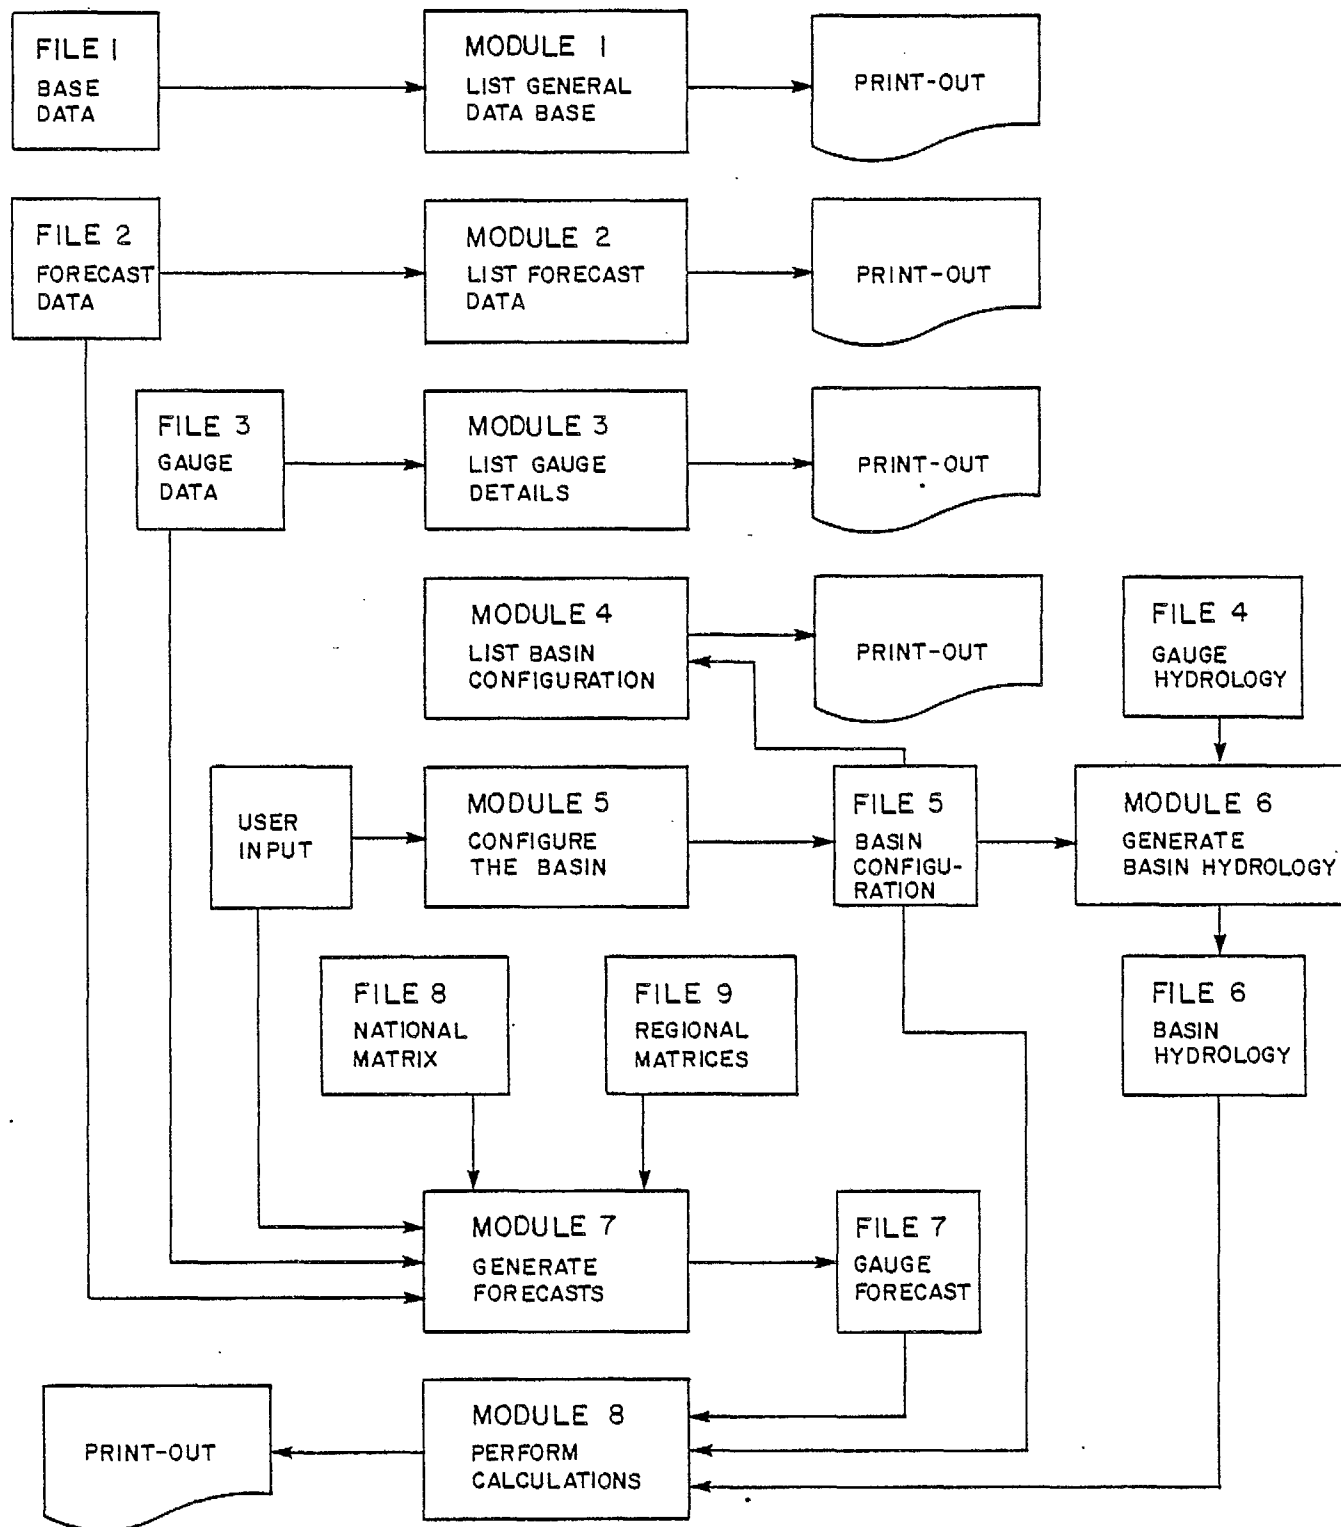 FILE 1
BASE
DATA
MODULE 1
LIST GENERAL
DATA BASE
PRINT-OUT
FILE 2
FORECAST
DATA
MODULE 2
LIST FORECAST
DATA
PRINT-OUT
FILE 3
GAUGE
DATA
MODULE 3
LIST GAUGE
DETAILS
PRINT-OUT
MODULE 4
LIST BASIN
CONFIGURATION
PRINT-OUT
FILE 4
GAUGE
HYDROLOGY
USER
INPUT
MODULE 5
CONFIGURE
THE BASIN
FILE 5
BASIN
CONFIGU-
RATION
MODULE 6
GENERATE
BASIN HYDROLOGY
FILE 8
NATIONAL
MATRIX
FILE 9
REGIONAL
MATRICES
FILE 6
BASIN
HYDROLOGY
MODULE 7
GENERATE
FORECASTS
FILE 7
GAUGE
FORECAST
PRINT-OUT
MODULE 8
PERFORM
CALCULATIONS